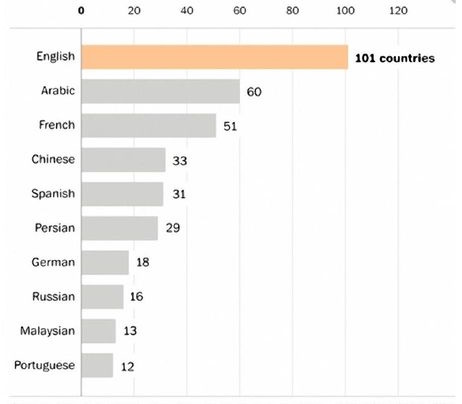 0 20 40 60 80 100 120
English 101 countries
Arabic 60
French 51
Chinese 33
Spanish 31
Persian 29
German 18
Russian 16
Malaysian 13
Portuguese 12